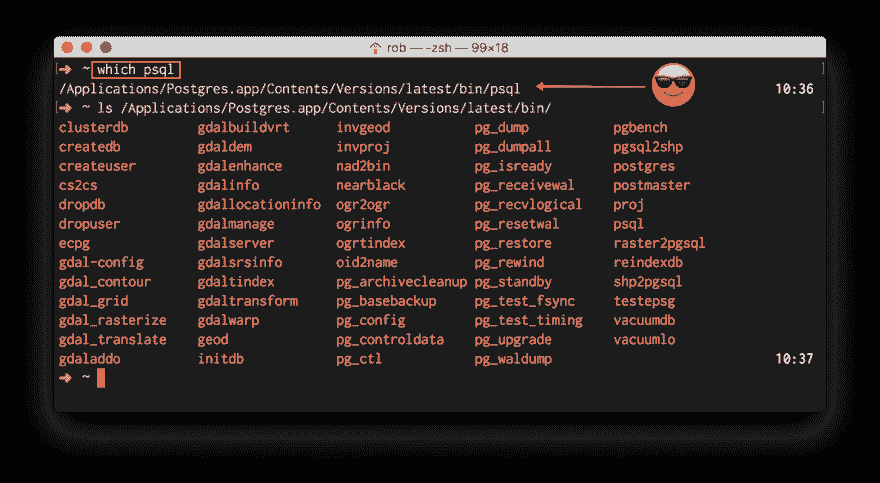 rob — -zsh — 99×18
➜ ~ which psql
/Applications/Postgres.app/Contents/Versions/latest/bin/psql 10:36
➜ ~ ls /Applications/Postgres.app/Contents/Versions/latest/bin/
clusterdb gdalbuildvrt invgeod pg_dump pgbench
createdb gdaldem invproj pg_dumpall pgsql2shp
createuser gdalenhance nad2bin pg_isready postgres
cs2cs gdalinfo nearblack pg_receivewal postmaster
dropdb gdallocationinfo ogr2ogr pg_recvlogical proj
dropuser gdalmanage ogrinfo pg_resetwal psql
ecpg gdalserver ogrtindex pg_restore raster2pgsql
gdal-config gdalsrsinfo oid2name pg_rewind reindexdb
gdal_contour gdaltindex pg_archivecleanup pg_standby shp2pgsql
gdal_grid gdaltransform pg_basebackup pg_test_fsync testepsg
gdal_rasterize gdalwarp pg_config pg_test_timing vacuumdb
gdal_translate geod pg_controldata pg_upgrade vacuumlo
gdaladdo initdb pg_ctl pg_waldump 10:37
➜ ~